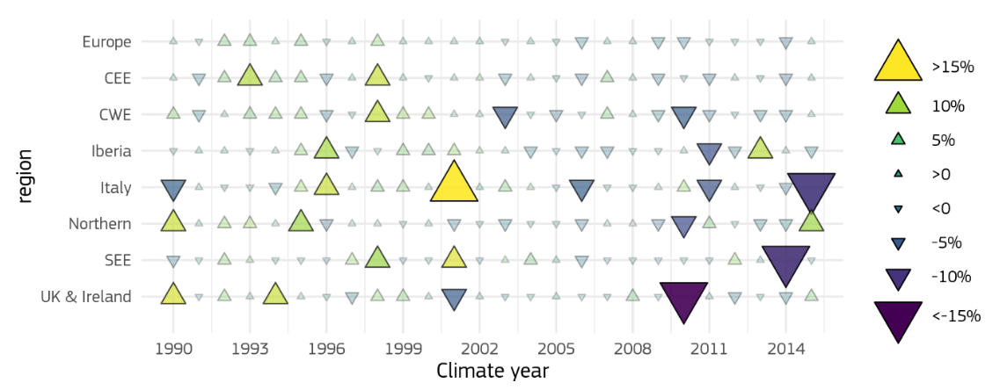 region
Europe
CEE
CWE
Iberia
Italy
Northern
SEE
UK & Ireland
1990 1993 1996 1999 2002 2005 2008 2011 2014
Climate year
>15%
10%
5%
>0
<0
-5%
-10%
<-15%